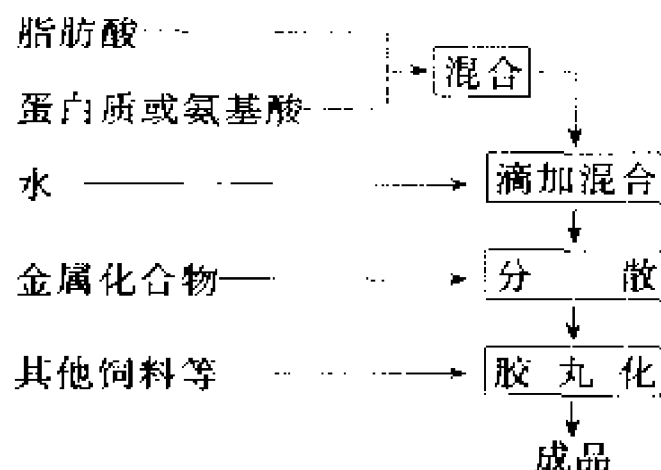 脂肪酸
混合
蛋白质或氨基酸
水 滴加混合
金属化合物 分散
其他饲料等 胶丸化
成品